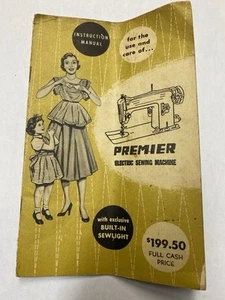 INSTRUCTION
MANUAL
for the
use and
care of...
PREMIER
ELECTRIC SEWING MACHINE
with exclusive
BUILT-IN
SEWLIGHT
$199.50
FULL CASH
PRICE